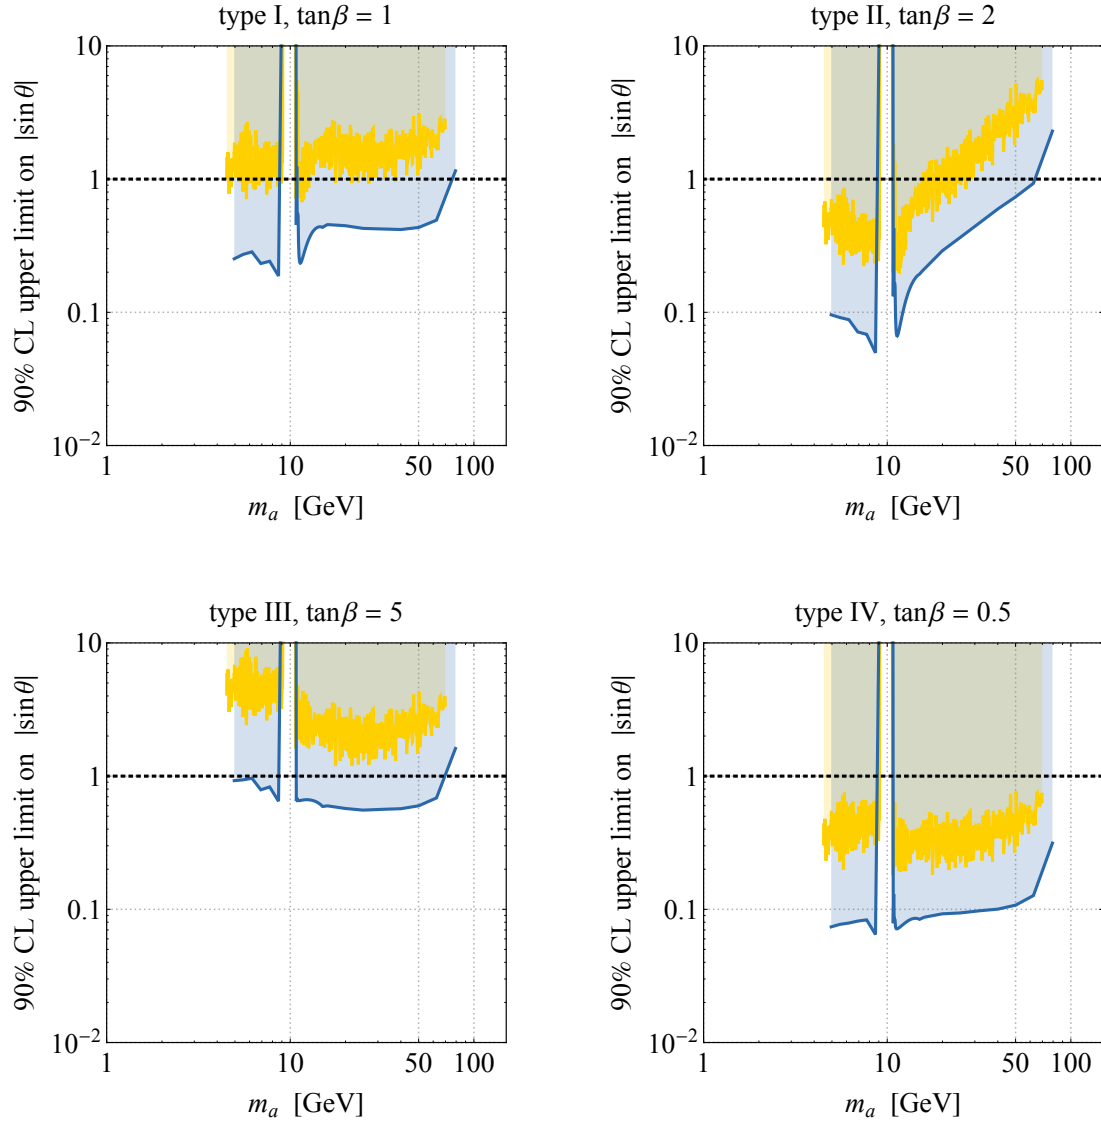 type I, tanβ = 1
10
1
0.1
10⁻²
1
10
50
100
90% CL upper limit on |sinθ|
mₐ [GeV]
type II, tanβ = 2
10
1
0.1
10⁻²
1
10
50
100
90% CL upper limit on |sinθ|
mₐ [GeV]
type III, tanβ = 5
10
1
0.1
10⁻²
1
10
50
100
90% CL upper limit on |sinθ|
mₐ [GeV]
type IV, tanβ = 0.5
10
1
0.1
10⁻²
1
10
50
100
90% CL upper limit on |sinθ|
mₐ [GeV]